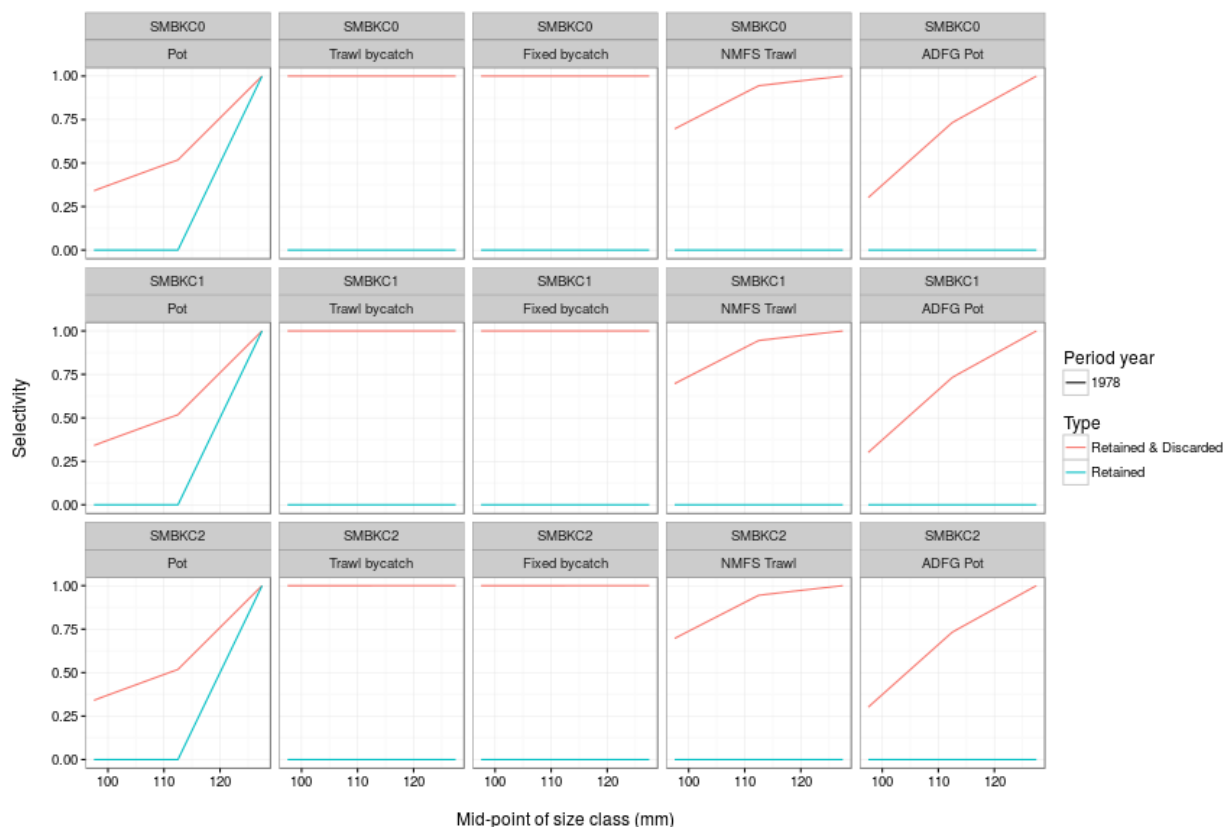 SMBKC0 SMBKC0 SMBKC0 SMBKC0 SMBKC0
Pot Trawl bycatch Fixed bycatch NMFS Trawl ADFG Pot
1.00
0.75
0.50
0.25
0.00
SMBKC1 SMBKC1 SMBKC1 SMBKC1 SMBKC1
Pot Trawl bycatch Fixed bycatch NMFS Trawl ADFG Pot
1.00
0.75
0.50
0.25
0.00
SMBKC2 SMBKC2 SMBKC2 SMBKC2 SMBKC2
Pot Trawl bycatch Fixed bycatch NMFS Trawl ADFG Pot
1.00
0.75
0.50
0.25
0.00
100 110 120 100 110 120 100 110 120 100 110 120 100 110 120
Selectivity
Mid-point of size class (mm)
Period year
1978
Type
Retained & Discarded
Retained